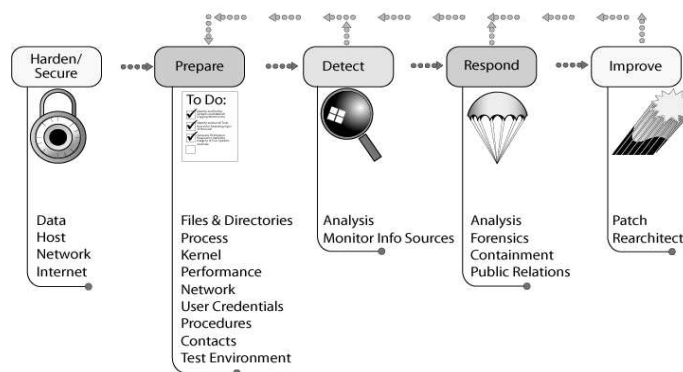 Harden/
Secure
Prepare
Detect
Respond
Improve
To Do:
Data
Host
Network
Internet
Files & Directories
Process
Kernel
Performance
Network
User Credentials
Procedures
Contacts
Test Environment
Analysis
Monitor Info Sources
Analysis
Forensics
Containment
Public Relations
Patch
Rearchitect